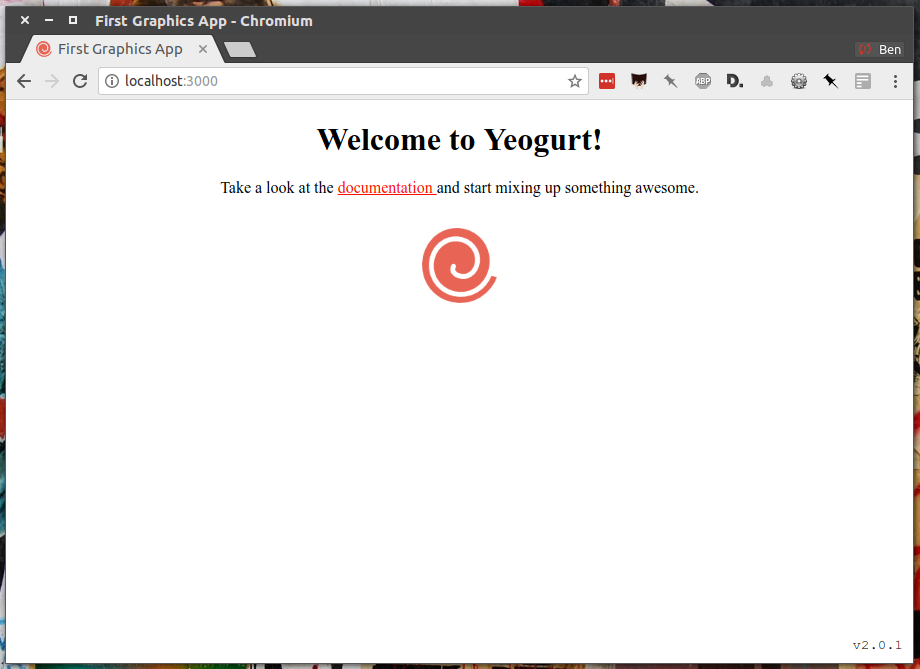 First Graphics App - Chromium
First Graphics App
Ben
localhost:3000
ABP
D.
Welcome to Yeogurt!
Take a look at the documentation and start mixing up something awesome.
v2.0.1